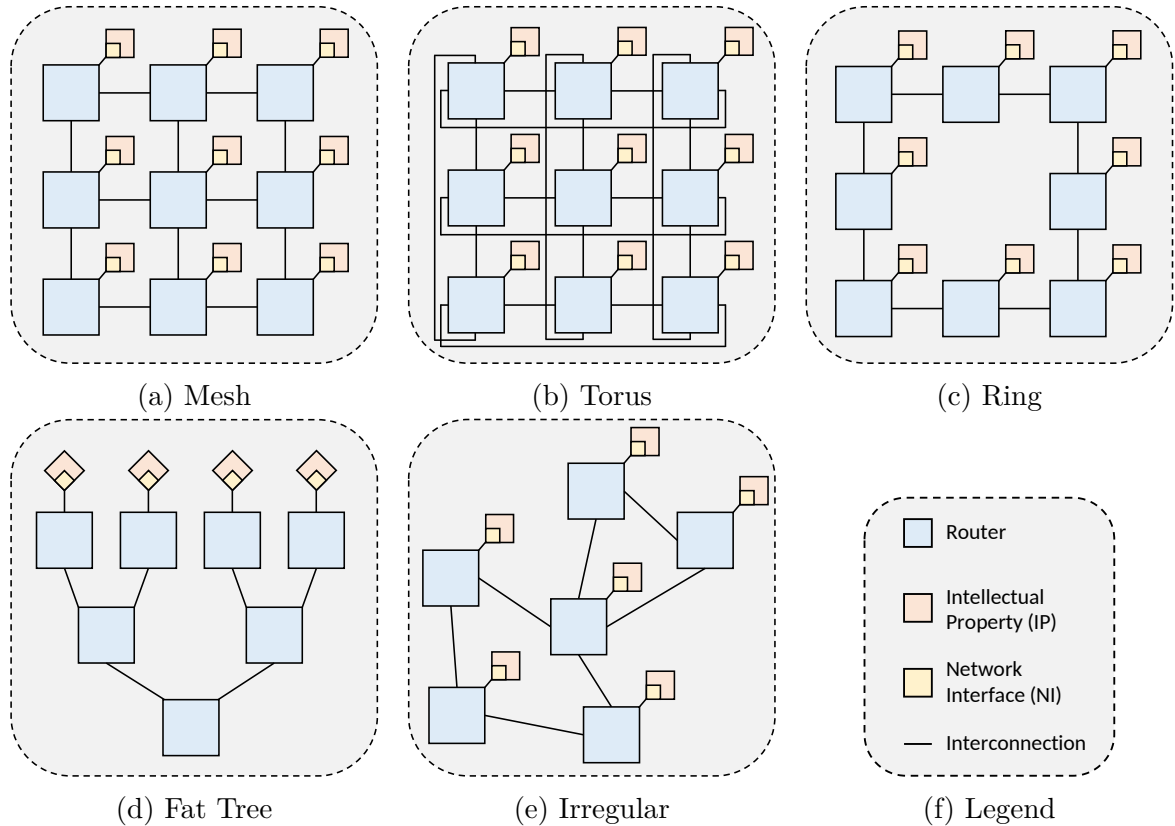 (a) Mesh
(b) Torus
(c) Ring
Router
Intellectual
Property (IP)
Network
Interface (NI)
Interconnection
(d) Fat Tree
(e) Irregular
(f) Legend